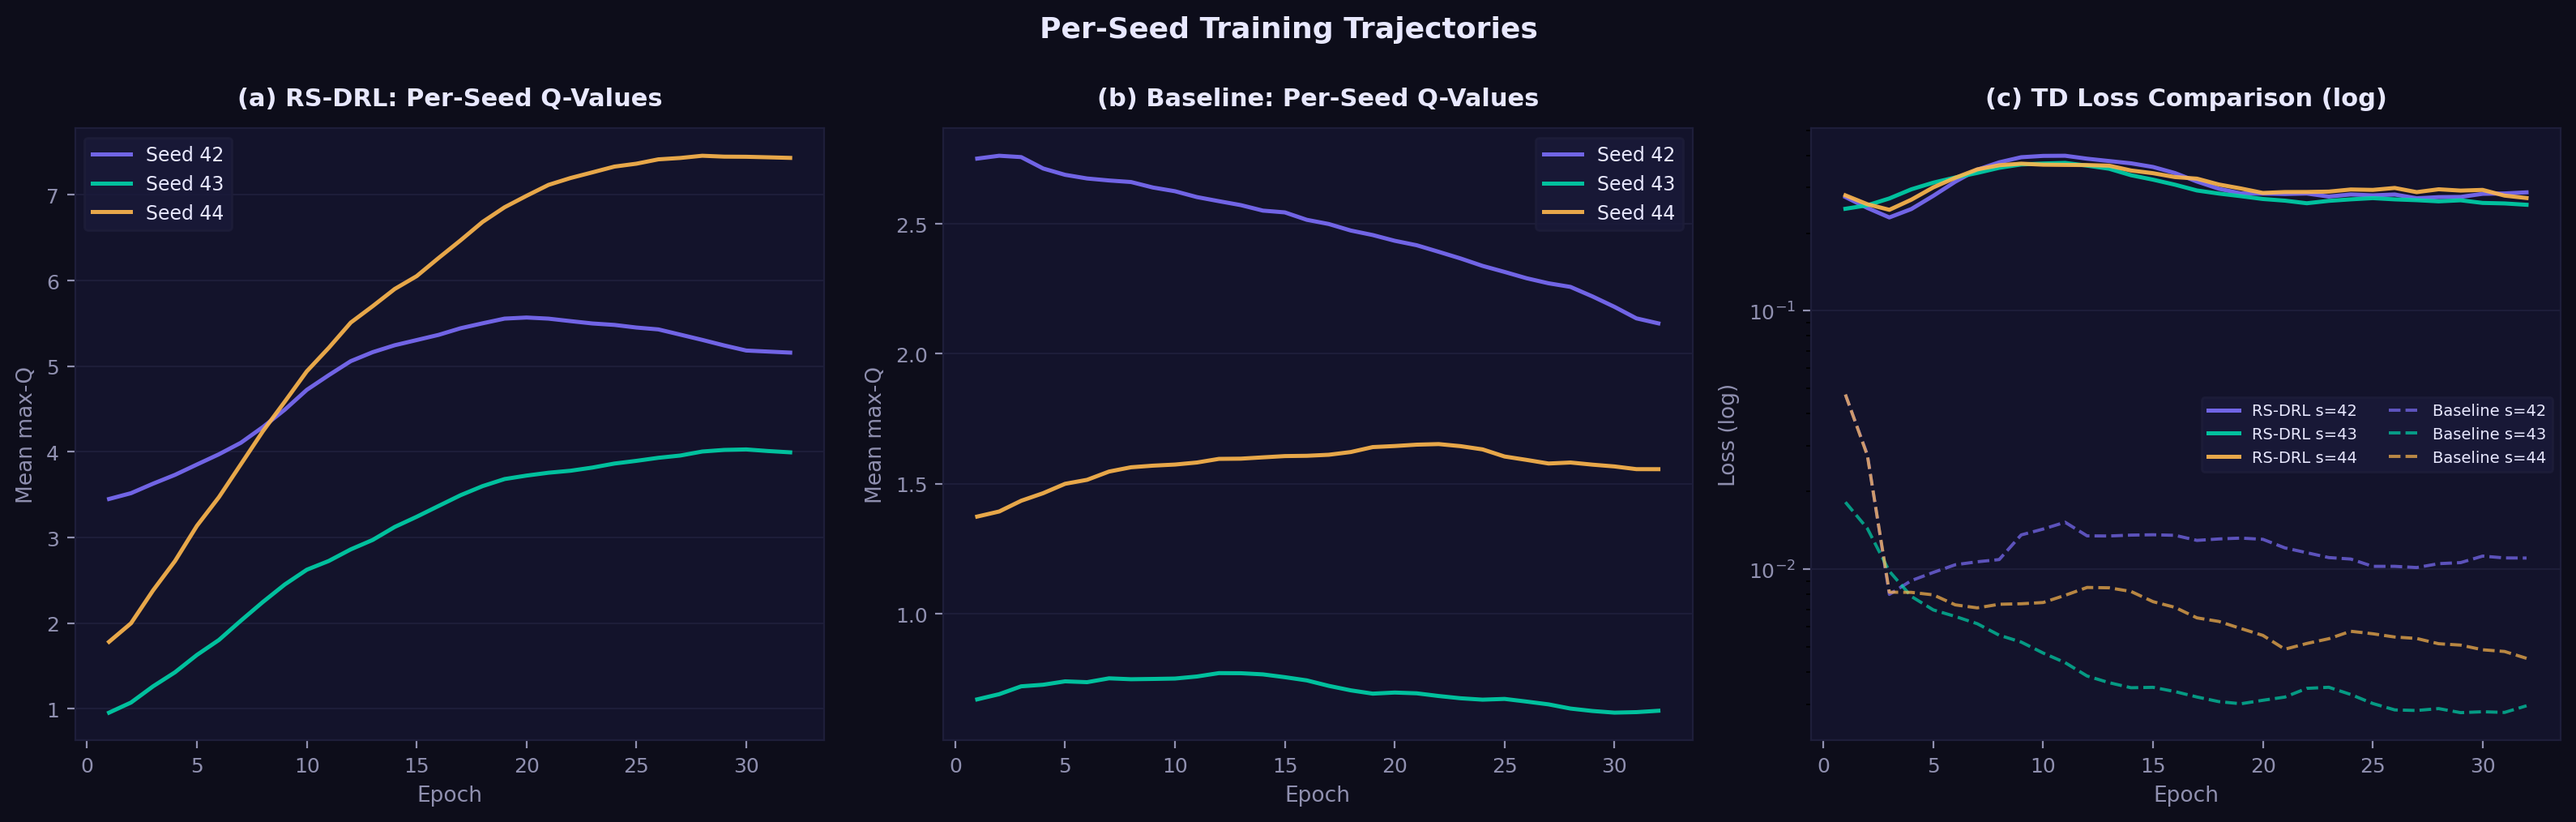 Per-Seed Training Trajectories
(a) RS-DRL: Per-Seed Q-Values
Seed 42
Seed 43
Seed 44
Mean max-Q
7
6
5
4
3
2
1
0 5 10 15 20 25 30
Epoch
(b) Baseline: Per-Seed Q-Values
Seed 42
Seed 43
Seed 44
Mean max-Q
2.5
2.0
1.5
1.0
0 5 10 15 20 25 30
Epoch
(c) TD Loss Comparison (log)
Loss (log)
10⁻¹
10⁻²
RS-DRL s=42 Baseline s=42
RS-DRL s=43 Baseline s=43
RS-DRL s=44 Baseline s=44
0 5 10 15 20 25 30
Epoch